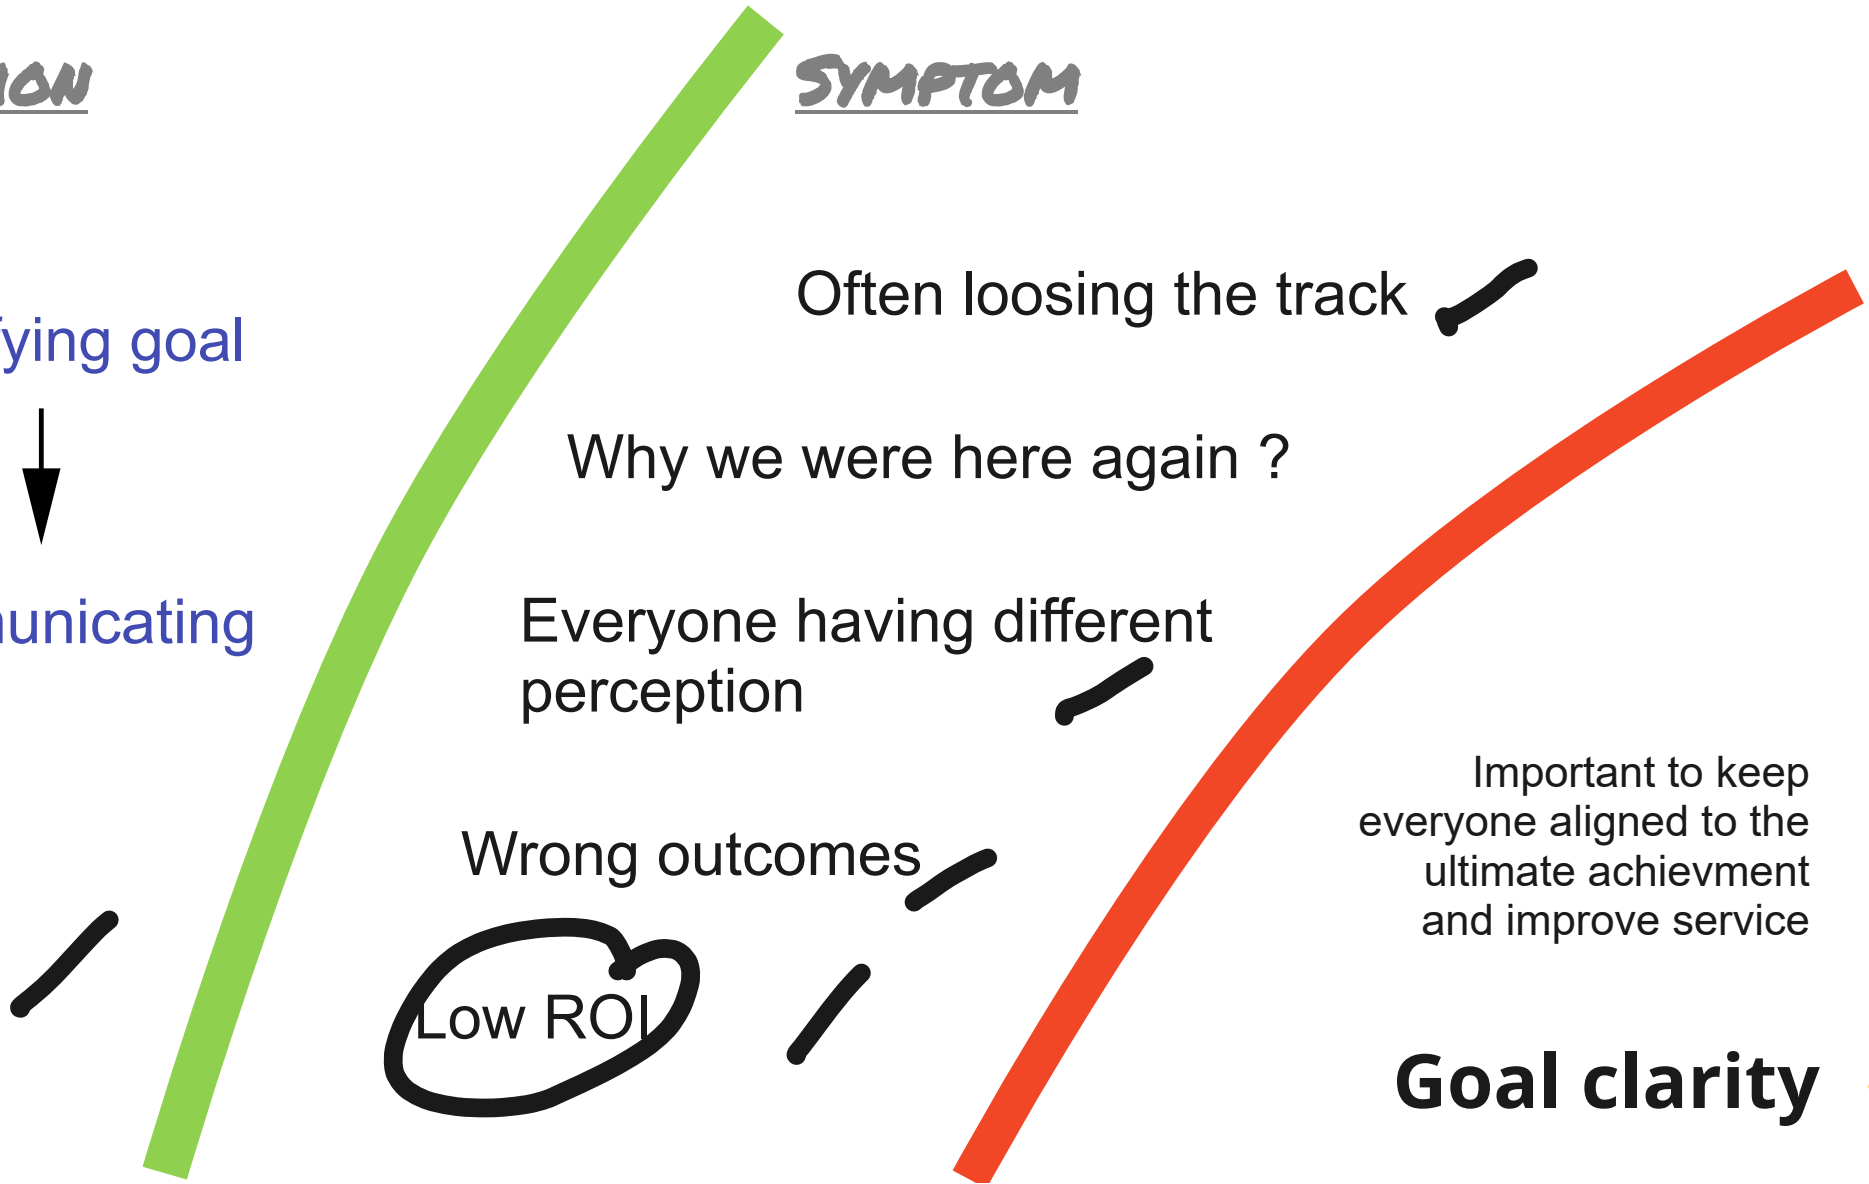 ION
SYMPTOM
Often loosing the track
fying goal
Why we were here again ?
unicating
Everyone having different
perception
Important to keep
everyone aligned to the
ultimate achievment
and improve service
Wrong outcomes
Low ROI
Goal clarity